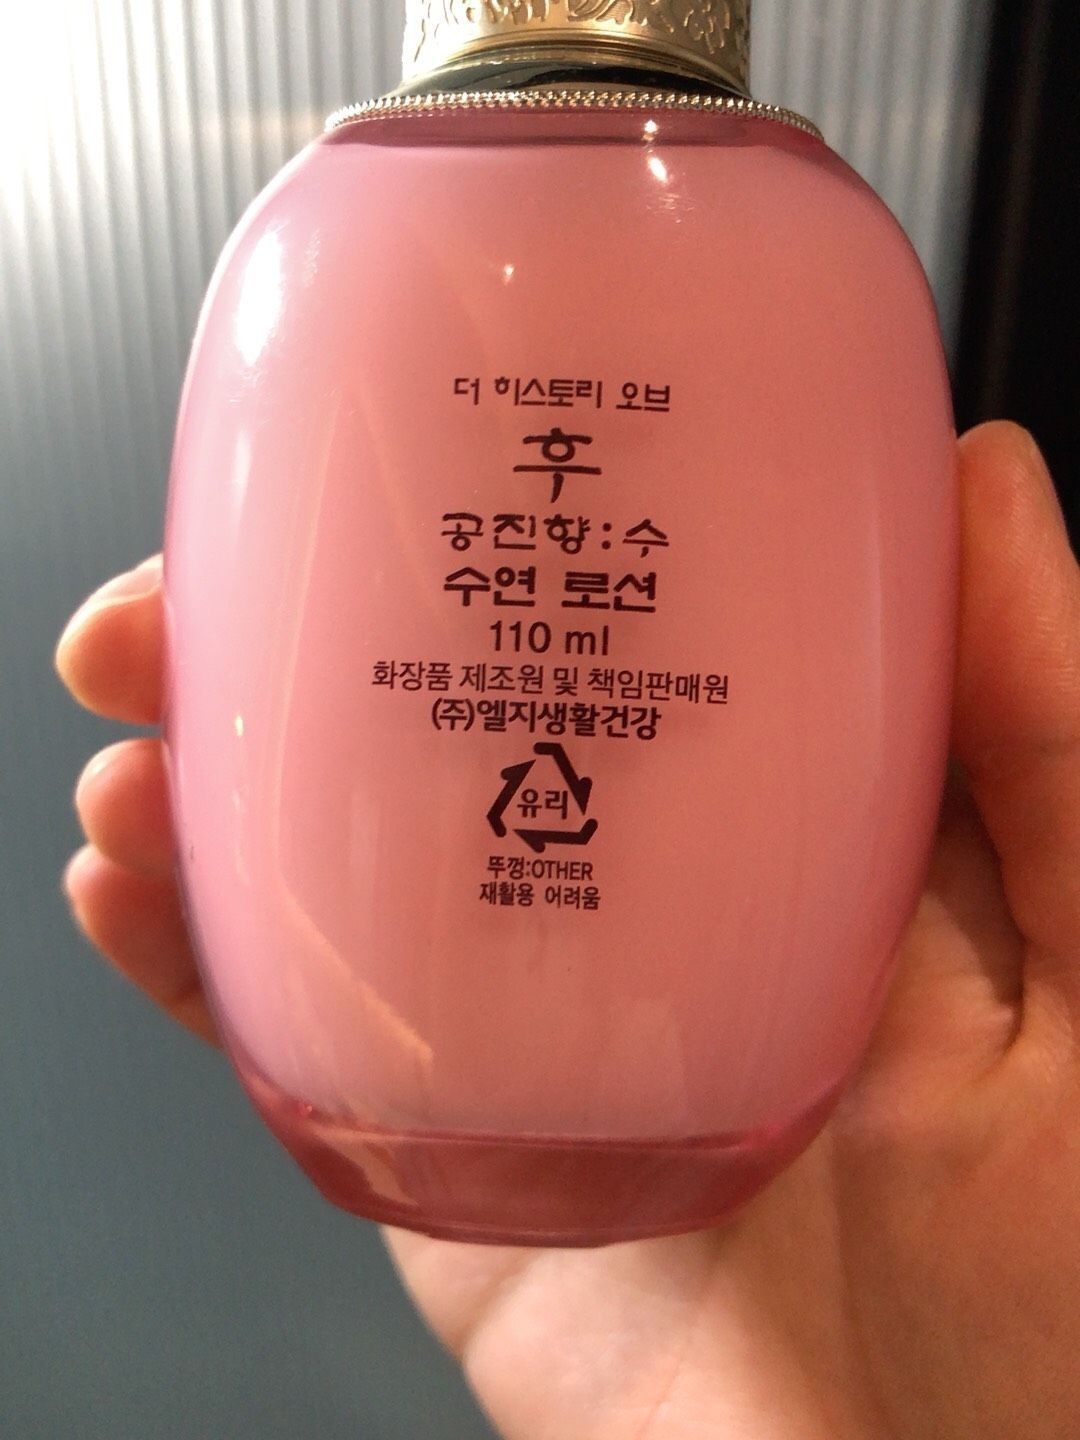 더 히스토리 오브
후
공진향:수
수연 로션
110 ml
화장품 제조원 및 책임판매원
(주)엘지생활건강
유리
뚜껑:OTHER
재활용 어려움